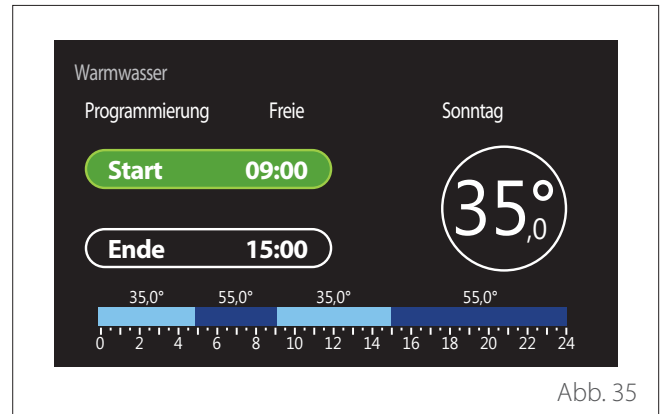 Warmwasser
Programmierung Freie Sonntag
Start 09:00
35,0°
Ende 15:00
35,0° 55,0° 35,0° 55,0°
0 2 4 6 8 10 12 14 16 18 20 22 24
Abb. 35